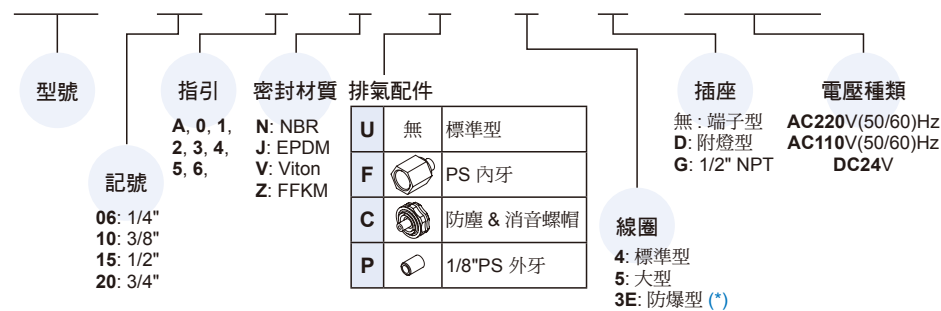 型號
記號
06: 1/4"
10: 3/8"
15: 1/2"
20: 3/4"
指引
A, 0, 1,
2, 3, 4,
5, 6,
密封材質
N: NBR
J: EPDM
V: Viton
Z: FFKM
排氣配件
U 無 標準型
F PS 內牙
C 防塵 & 消音螺帽
P 1/8"PS 外牙
線圈
4: 標準型
5: 大型
3E: 防爆型 (*)
插座
無 : 端子型
D: 附燈型
G: 1/2" NPT
電壓種類
AC220V(50/60)Hz
AC110V(50/60)Hz
DC24V